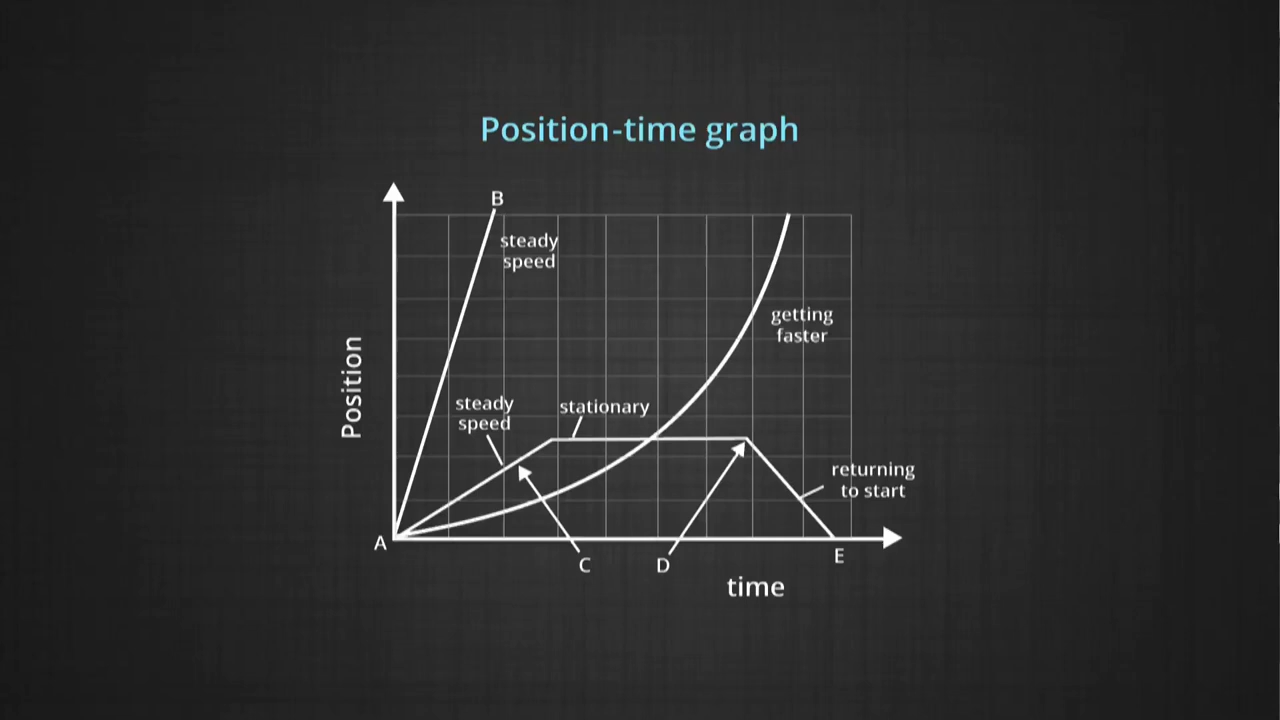 Position-time graph
B
steady
speed
getting
faster
Position
steady
speed
stationary
returning
to start
A
C
D
E
time